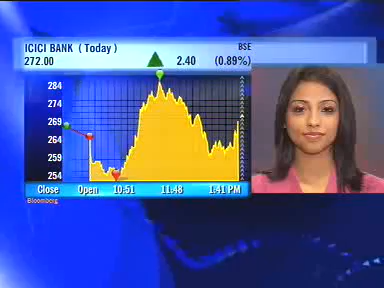 ICICI BANK ( Today )
BSE
272.00
2.40
(0.89%)
284
274
269
264
259
254
Close
Open
10:51
11:48
1:41 PM
Bloomberg